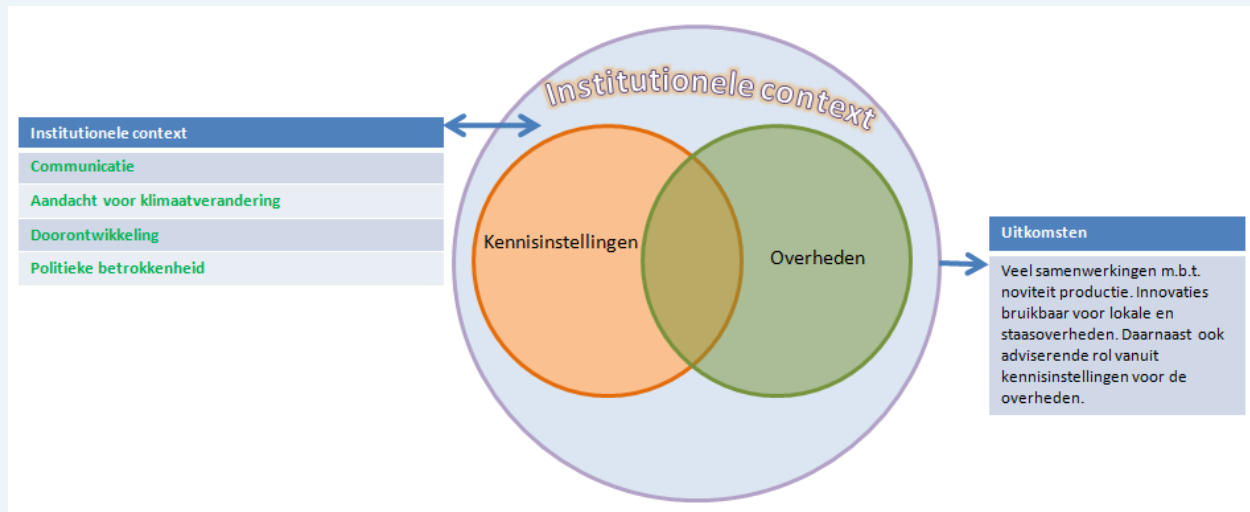 Institutionele context
Institutionele context
Communicatie
Aandacht voor klimaatverandering
Doorontwikkeling
Politieke betrokkenheid
Kennisinstellingen
Overheden
Uitkomsten
Veel samenwerkingen m.b.t.
noviteit productie. Innovaties
bruikbaar voor lokale en
staasoverheden. Daarnaast ook
adviserende rol vanuit
kennisinstellingen voor de
overheden.